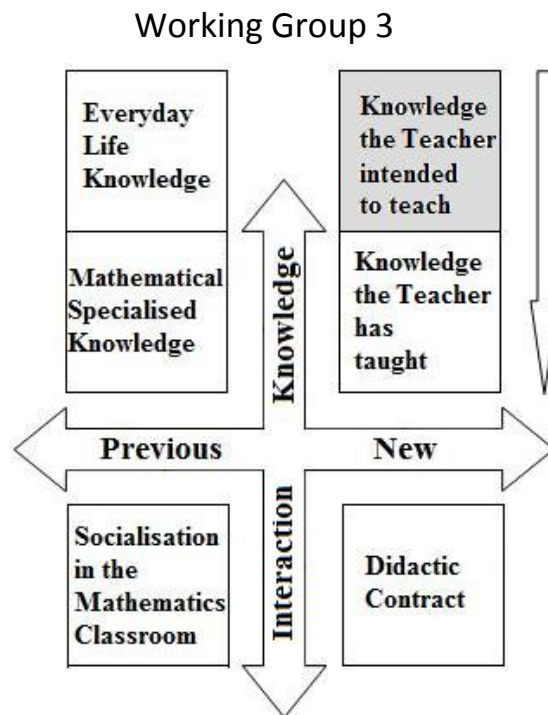 Working Group 3
Everyday
Life
Knowledge
Knowledge
the Teacher
intended
to teach
Mathematical
Specialised
Knowledge
Knowledge
the Teacher
has
taught
Knowledge
Previous
New
Interaction
Socialisation
in the
Mathematics
Classroom
Didactic
Contract